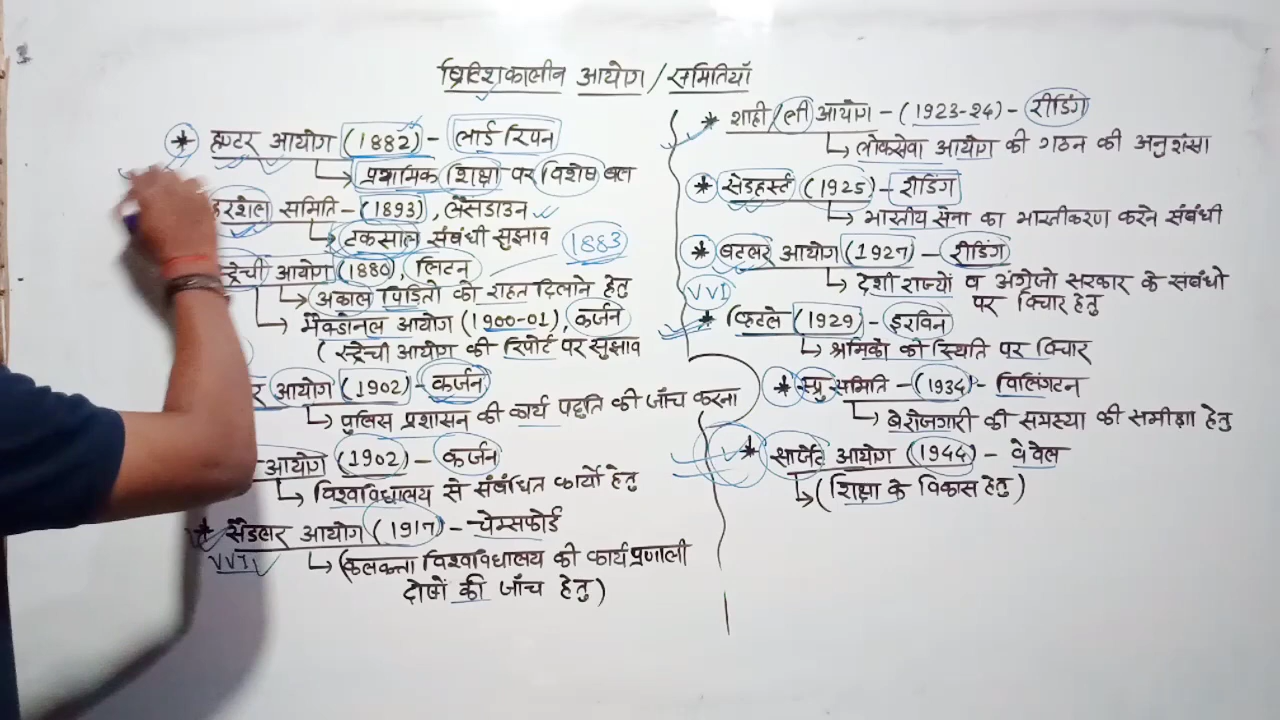 ब्रिटिशकालीन आयोग/समितियाँ
* हण्टर आयोग (1882) - लार्ड रिपन
↳ प्राथमिक शिक्षा पर विशेष बल
हरशेल समिति - (1893), लैंसडाउन
↳ टकसाल संबंधी सुझाव
1883
स्ट्रेची आयोग (1880), लिटन
↳ अकाल पिडितो को राहत दिलाने हेतु
↳ मैक्डोनल आयोग (1900-01), कर्जन
(स्ट्रेची आयोग की रिपोर्ट पर सुझाव
आयोग (1902) - कर्जन
↳ पुलिस प्रशासन की कार्य पद्दति की जाँच करना
आयोग (1902) - कर्जन
↳ विश्वविधालय से संबंधित कार्यो हेतु
* सैडलर आयोग (1917) - चेम्सफोर्ड
VVI
↳ (कलकत्ता विश्वविधालय की कार्यप्रणाली
दोषों की जाँच हेतु)
* शाही/ली आयोग - (1923-24) - रीडिंग
↳ लोकसेवा आयोग की गठन की अनुशंसा
* सेडहर्स्ट (1925) - रीडिंग
↳ भारतीय सेना का भारतीकरण करने संबंधी
* बटलर आयोग (1927) - रीडिंग
VVI
↳ देशी राज्यों व अंग्रेजो सरकार के संबंधो
पर विचार हेतु
* व्हिटले (1929) - इरविन
↳ श्रमिको की स्थिति पर विचार
* सप्रु समिति - (1934) - विलिंगटन
↳ बेरोजगारी की समस्या की समीक्षा हेतु
* सार्जेंट आयोग (1944) - वेवेल
↳ (शिक्षा के विकास हेतु)